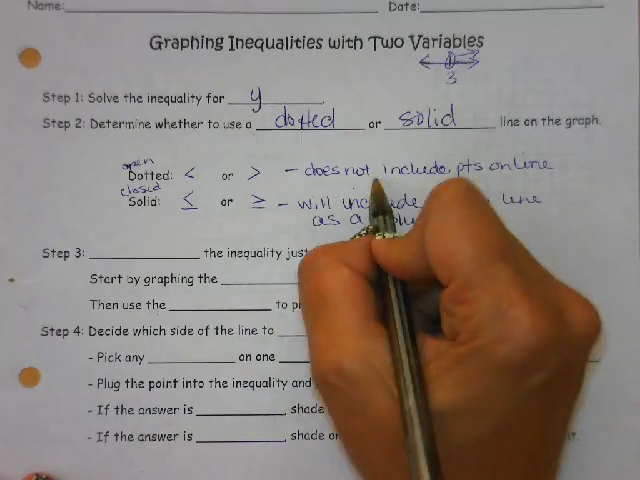 Name: Date:
Graphing Inequalities with Two Variables
3
Step 1: Solve the inequality for y.
Step 2: Determine whether to use a dotted or solid line on the graph.
open
Dotted: < or > - does not include pts on line
closed
Solid: ≤ or ≥ - will include line
as a
Step 3: the inequality just
Start by graphing the
Then use the to
Step 4: Decide which side of the line to
- Pick any on one
- Plug the point into the inequality and
- If the answer is , shade
- If the answer is , shade